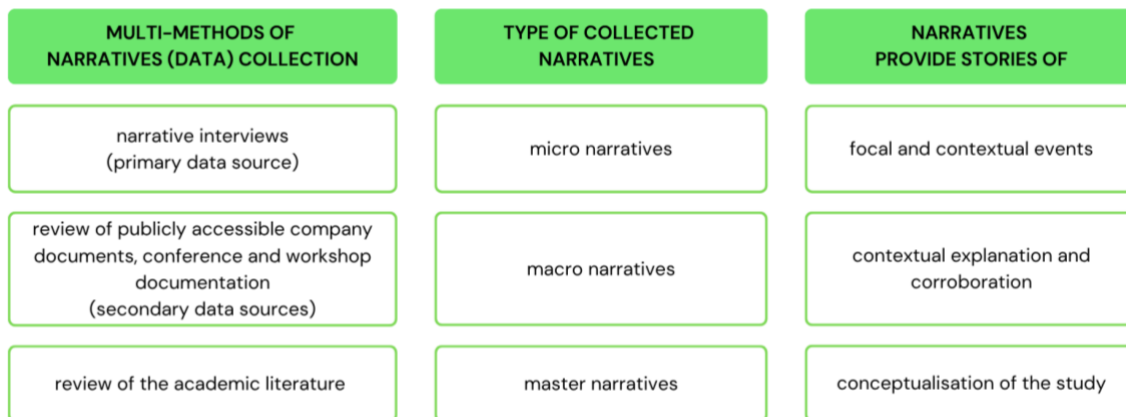 MULTI-METHODS OF
NARRATIVES (DATA) COLLECTION
TYPE OF COLLECTED
NARRATIVES
NARRATIVES
PROVIDE STORIES OF
narrative interviews
(primary data source)
micro narratives
focal and contextual events
review of publicly accessible company
documents, conference and workshop
documentation
(secondary data sources)
macro narratives
contextual explanation and
corroboration
review of the academic literature
master narratives
conceptualisation of the study